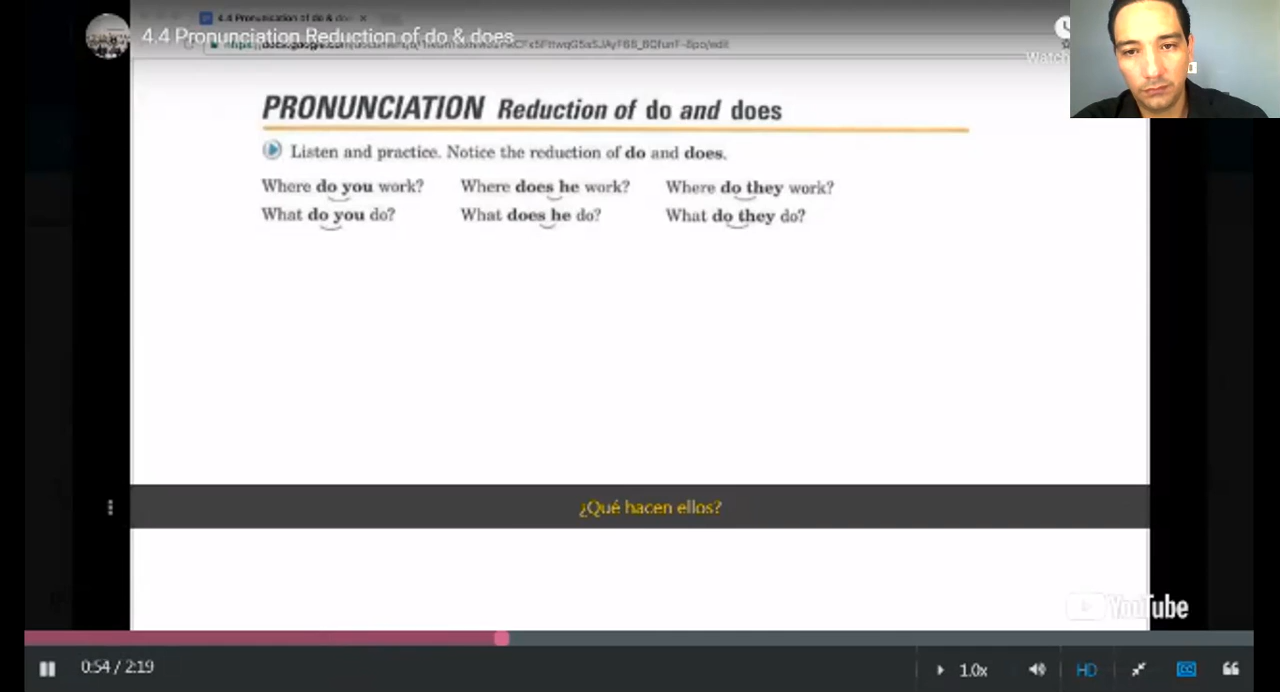 4.4 Pronunciation Reduction of do & does
Watch
PRONUNCIATION Reduction of do and does
Listen and practice. Notice the reduction of do and does.
Where do you work? Where does he work? Where do they work?
What do you do? What does he do? What do they do?
¿Qué hacen ellos?
YouTube
0:54 / 2:19 1.0x HD CC